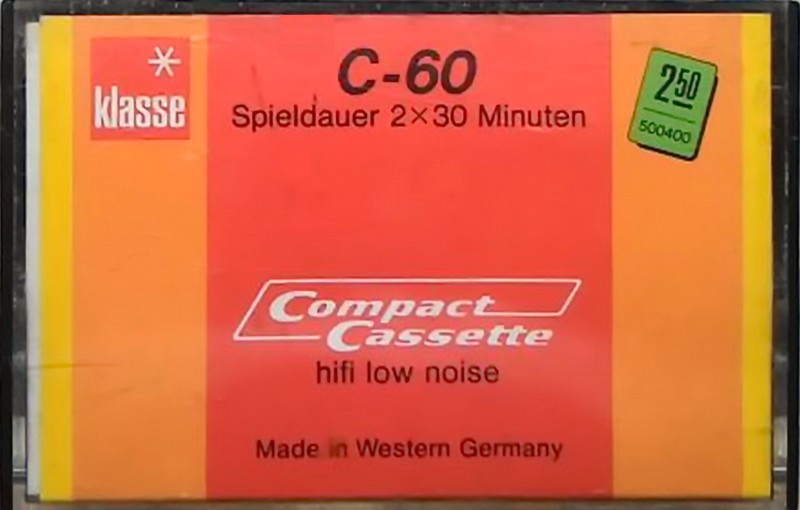 klasse
C-60
Spieldauer 2×30 Minuten
2 50
500400
Compact
Cassette
hifi low noise
Made in Western Germany